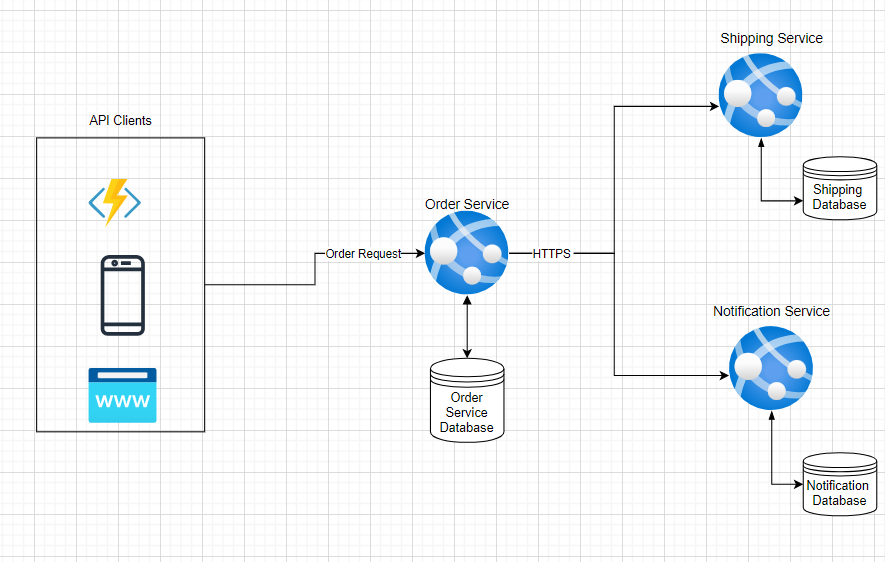 Shipping Service
API Clients
Shipping
Database
Order Service
Order Request
HTTPS
Notification Service
www
Order
Service
Database
Notification
Database